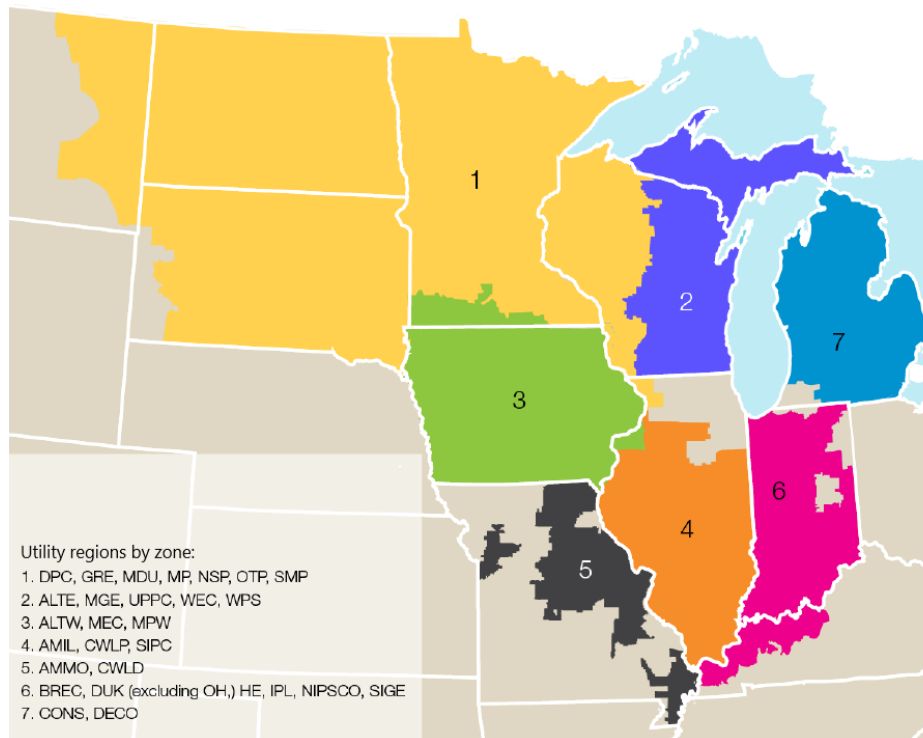 1
2
7
3
6
4
5
Utility regions by zone:
1. DPC, GRE, MDU, MP, NSP, OTP, SMP
2. ALTE, MGE, UPPC, WEC, WPS
3. ALTW, MEC, MPW
4. AMIL, CWLP, SIPC
5. AMMO, CWLD
6. BREC, DUK (excluding OH,) HE, IPL, NIPSCO, SIGE
7. CONS, DECO